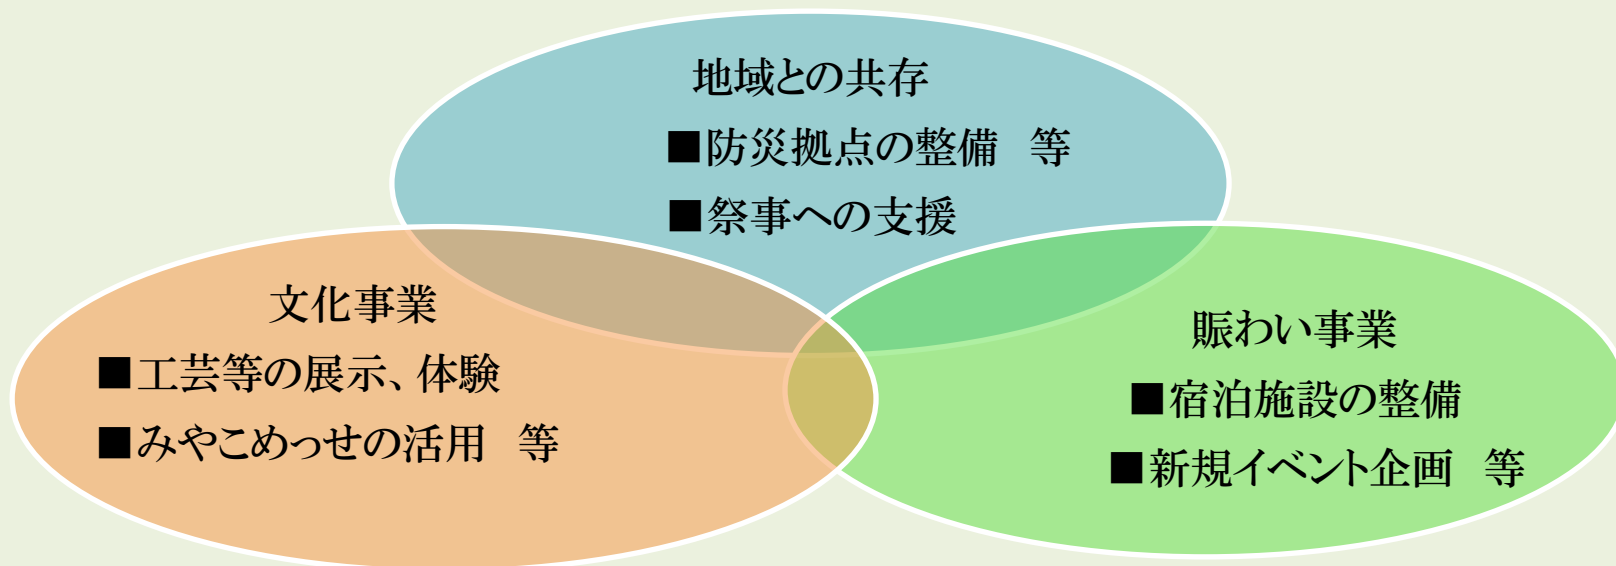 地域との共存
■防災拠点の整備　等
■祭事への支援
文化事業
■工芸等の展示、体験
■みやこめっせの活用　等
賑わい事業
■宿泊施設の整備
■新規イベント企画　等